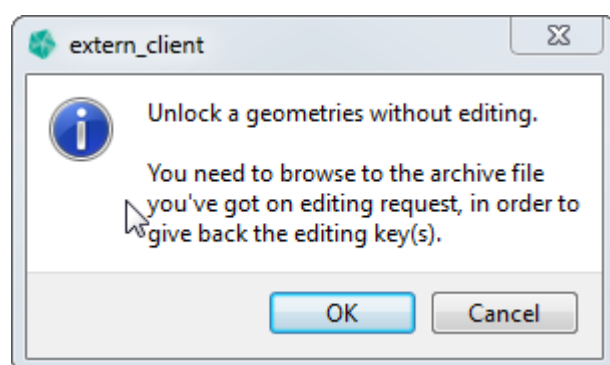 extern_client
Unlock a geometries without editing.
You need to browse to the archive file
you've got on editing request, in order to
give back the editing key(s).
OK
Cancel